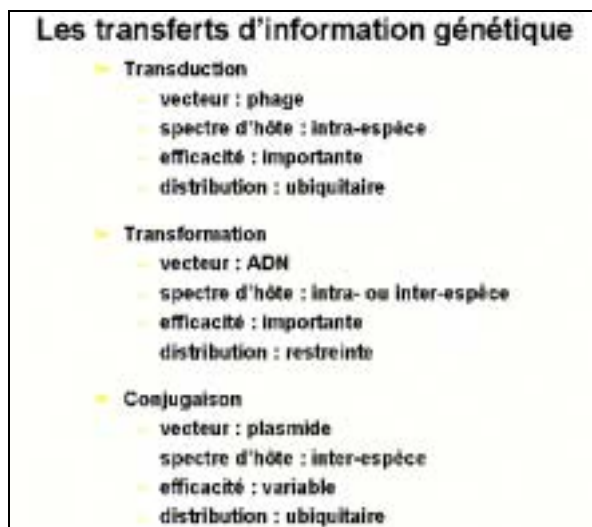 Les transferts d'information génétique
Transduction
vecteur : phage
spectre d'hôte : intra-espèce
efficacité : importante
distribution : ubiquitaire
Transformation
vecteur : ADN
spectre d'hôte : intra- ou inter-espèce
efficacité : importante
distribution : restreinte
Conjugaison
vecteur : plasmide
spectre d'hôte : inter-espèce
efficacité : variable
distribution : ubiquitaire